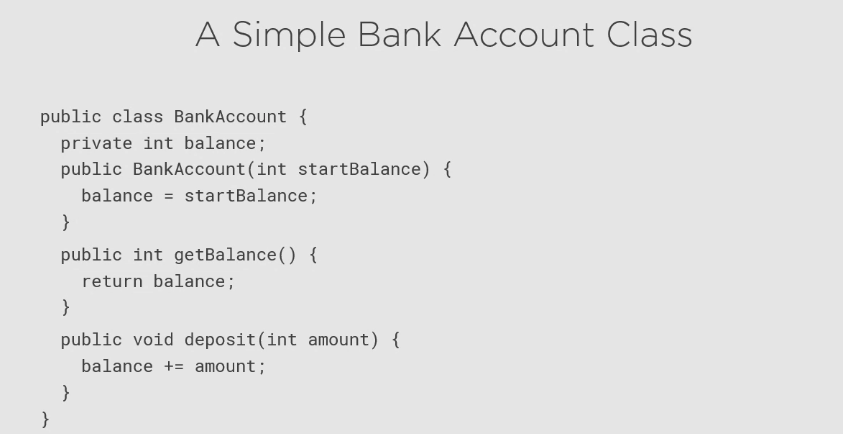 A Simple Bank Account Class
public class BankAccount {
  private int balance;
  public BankAccount(int startBalance) {
    balance = startBalance;
  }
  public int getBalance() {
    return balance;
  }
  public void deposit(int amount) {
    balance += amount;
  }
}